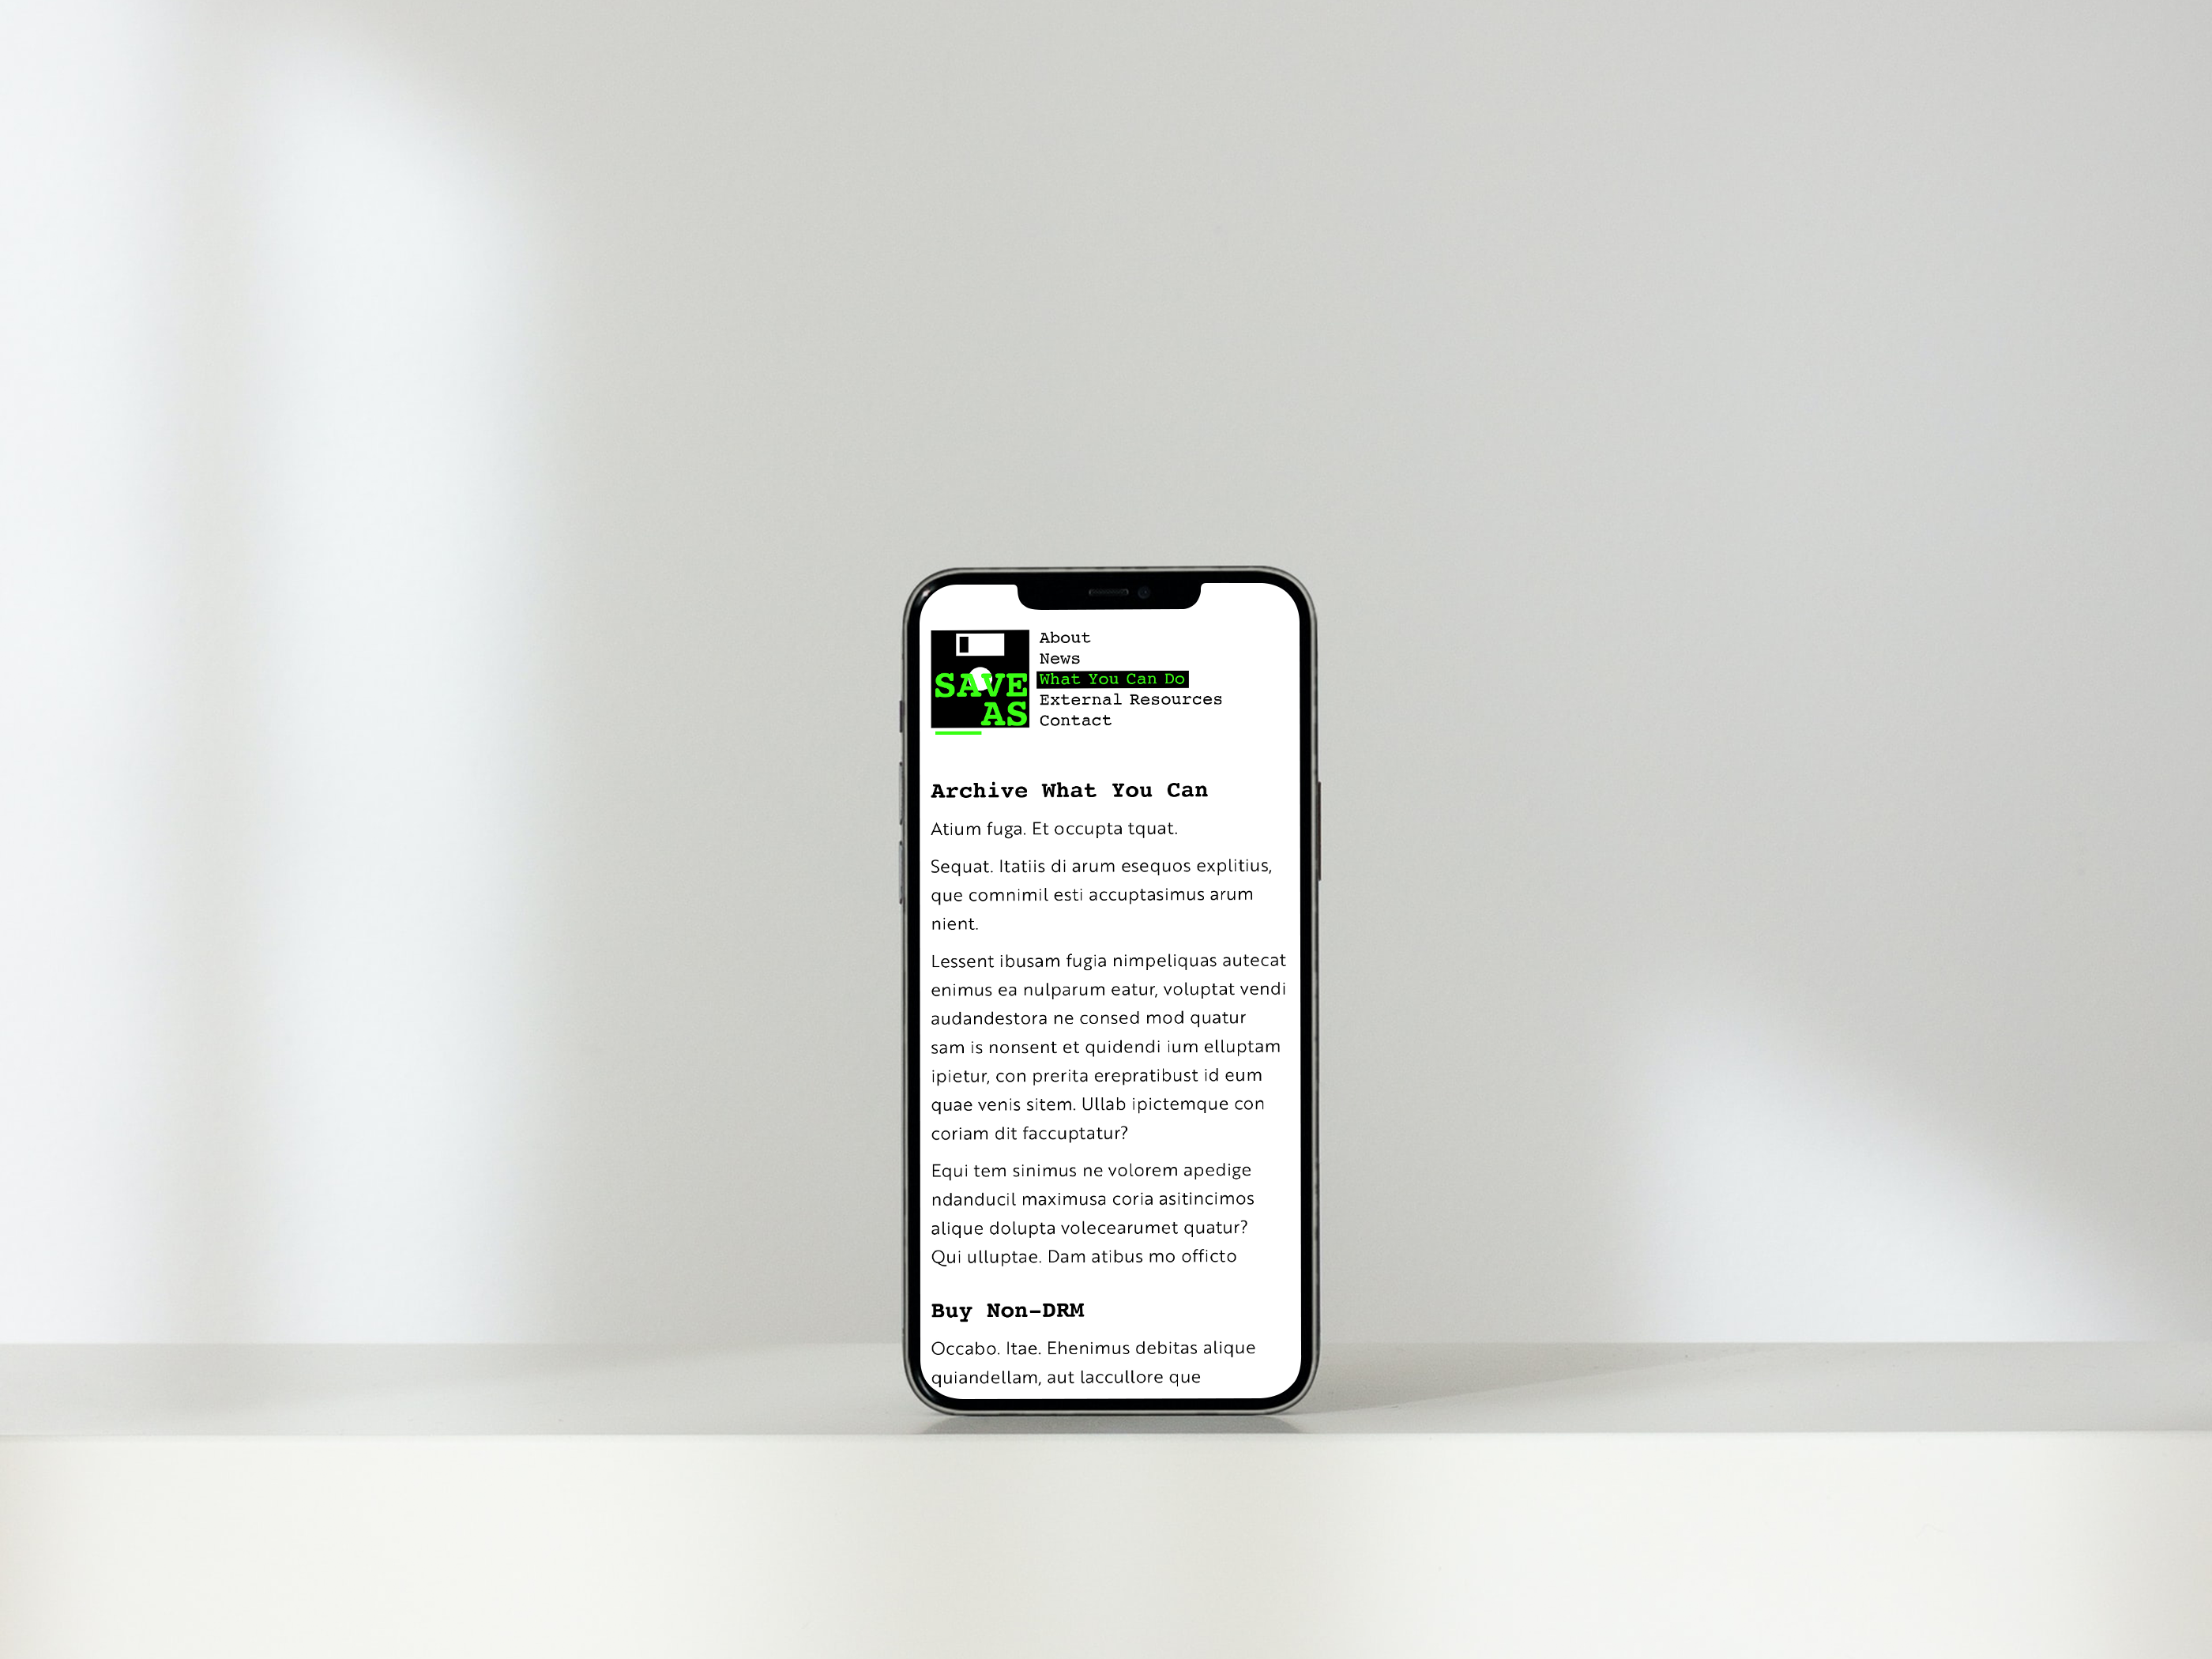 SAVE
AS
About
News
What You Can Do
External Resources
Contact
Archive What You Can
Atium fuga. Et occupta tquat.
Sequat. Itatiis di arum esequos explitius,
que comnimil esti accuptasimus arum
nient.
Lessent ibusam fugia nimpeliquas autecat
enimus ea nulparum eatur, voluptat vendi
audandestora ne consed mod quatur
sam is nonsent et quidendi ium elluptam
ipietur, con prerita erepratibust id eum
quae venis sitem. Ullab ipictemque con
coriam dit faccuptatur?
Equi tem sinimus ne volorem apedige
ndanducil maximusa coria asitincimos
alique dolupta volecearumet quatur?
Qui ulluptae. Dam atibus mo officto
Buy Non-DRM
Occabo. Itae. Ehenimus debitas alique
quiandellam, aut laccullore que